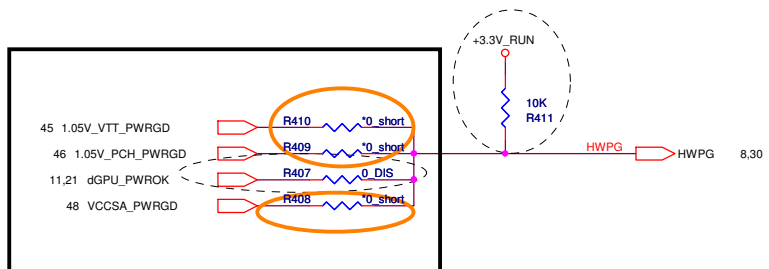 +3.3V_RUN
10K
R411
45 1.05V_VTT_PWRGD R410 *0_short
46 1.05V_PCH_PWRGD R409 *0_short
HWPG HWPG 8,30
11,21 dGPU_PWROK R407 0_DIS
48 VCCSA_PWRGD R408 *0_short